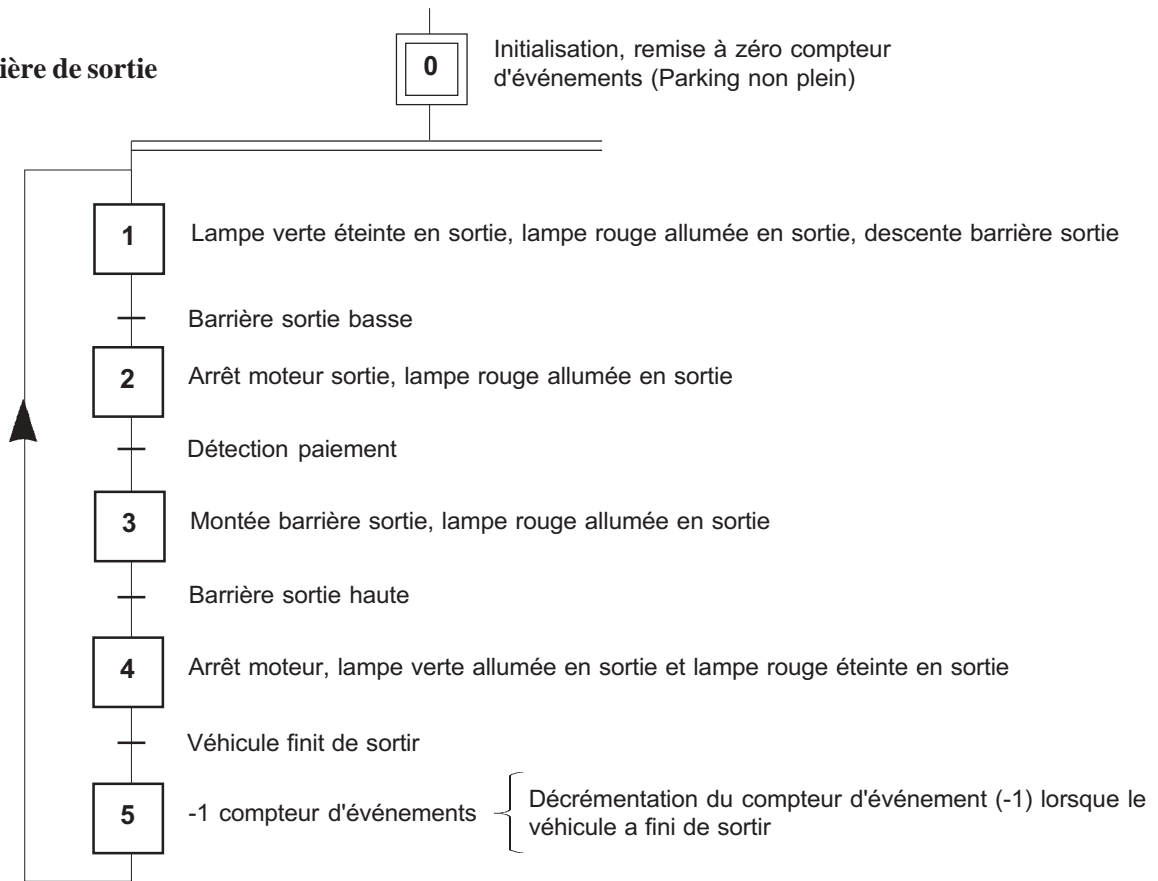 ière de sortie
0
Initialisation, remise à zéro compteur
d'événements (Parking non plein)
1
Lampe verte éteinte en sortie, lampe rouge allumée en sortie, descente barrière sortie
Barrière sortie basse
2
Arrêt moteur sortie, lampe rouge allumée en sortie
Détection paiement
3
Montée barrière sortie, lampe rouge allumée en sortie
Barrière sortie haute
4
Arrêt moteur, lampe verte allumée en sortie et lampe rouge éteinte en sortie
Véhicule finit de sortir
5
-1 compteur d'événements
Décrémentation du compteur d'événement (-1) lorsque le
véhicule a fini de sortir